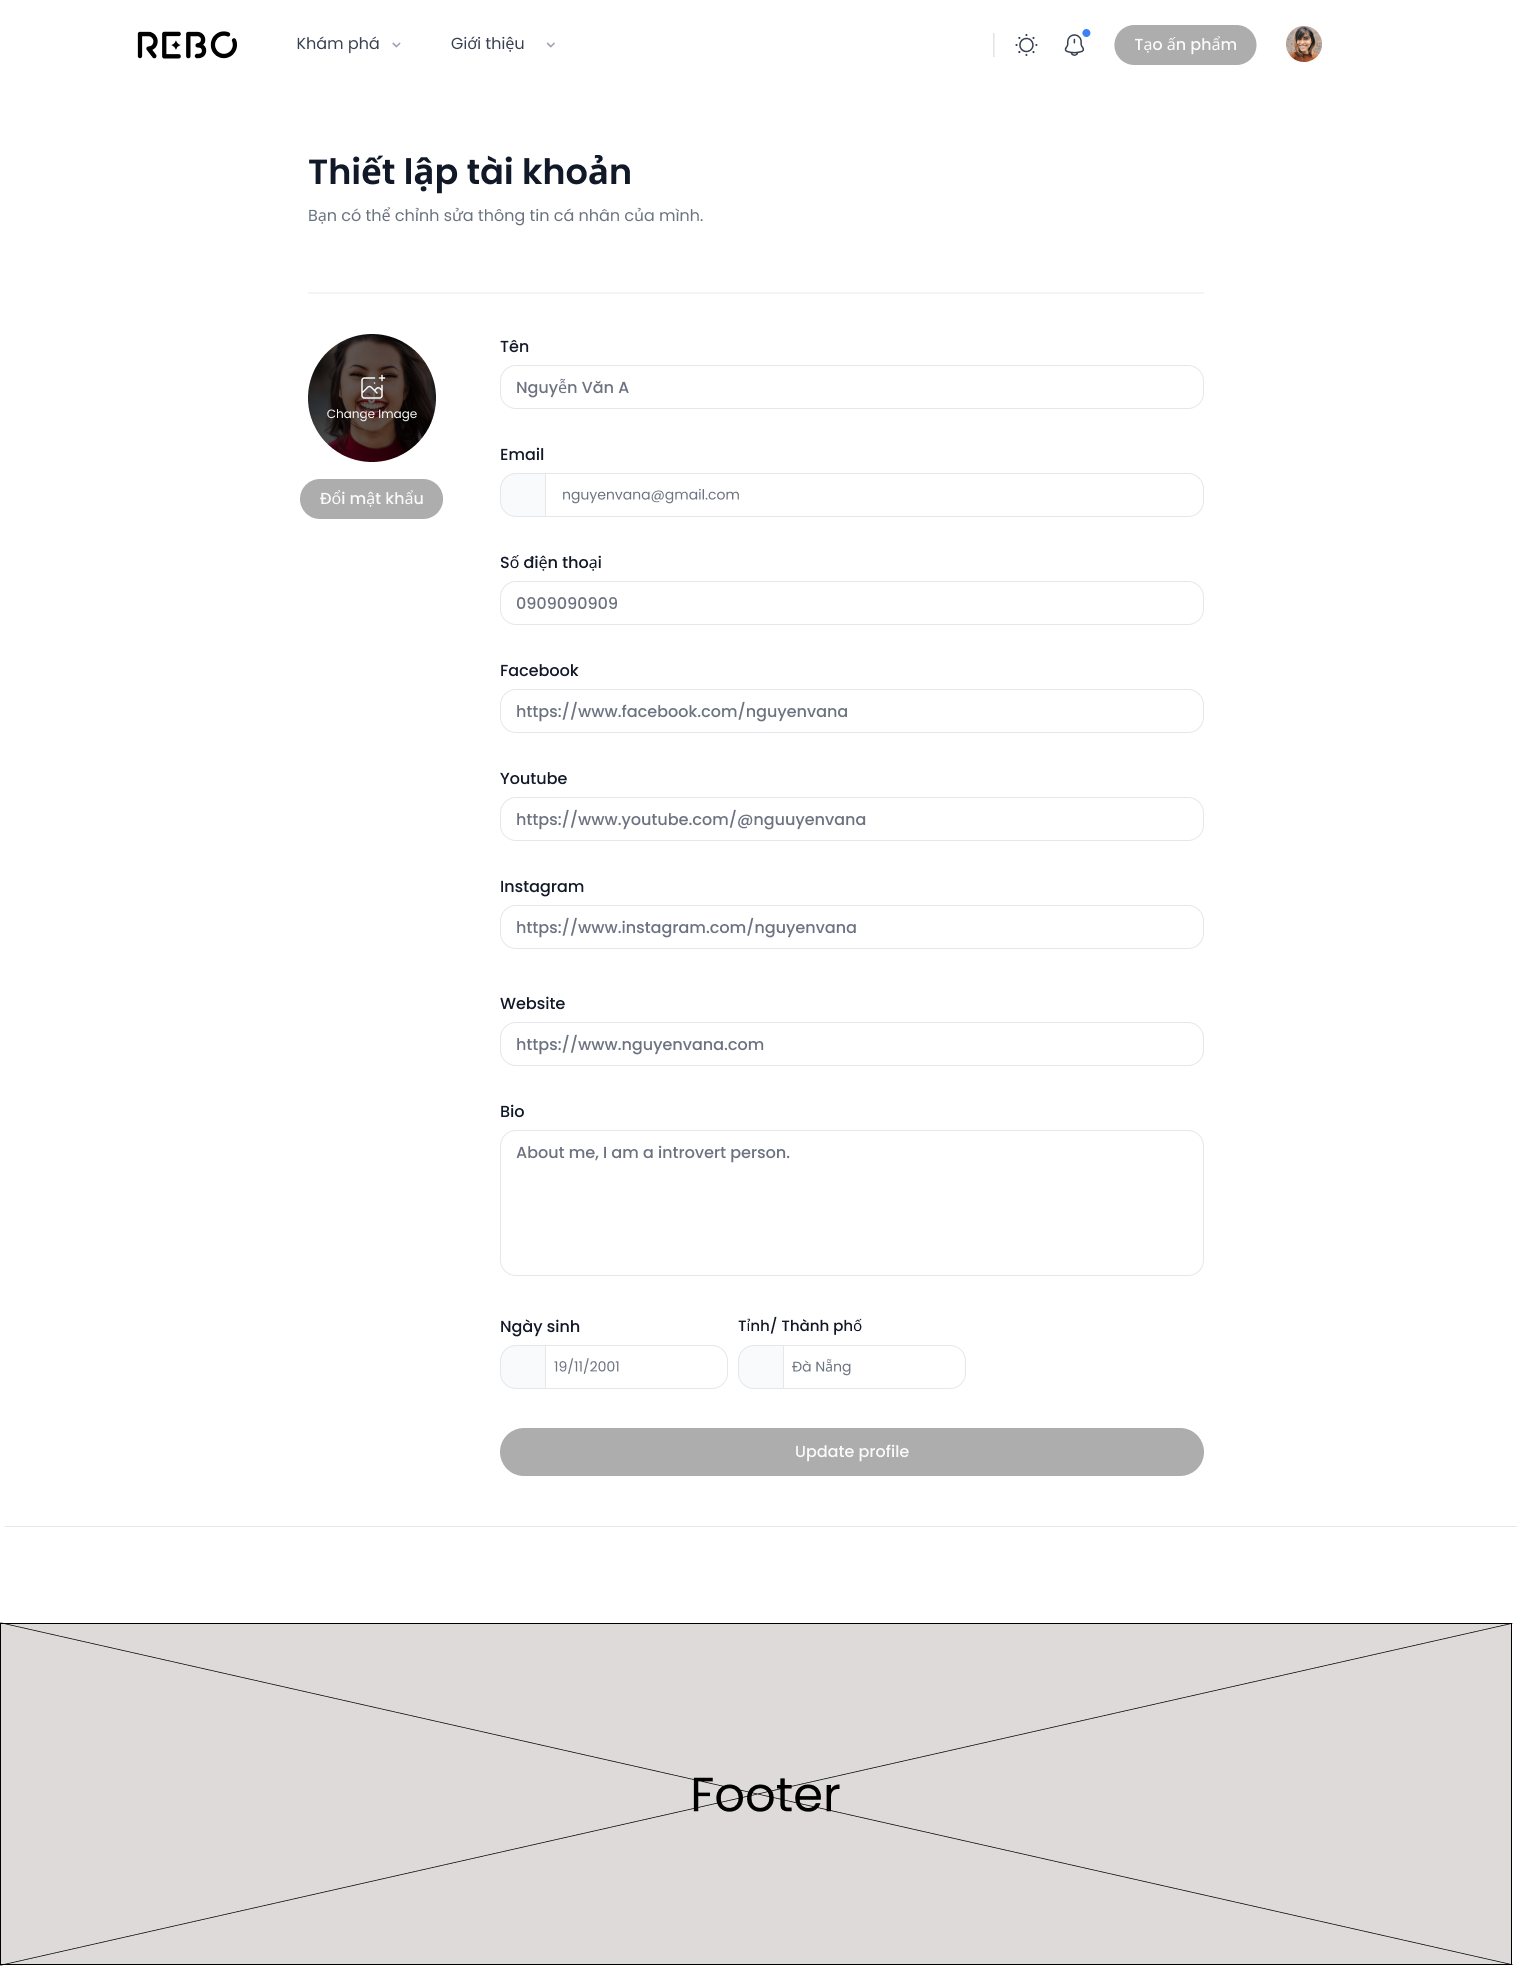 REBO
Khám phá
Giới thiệu
Tạo ấn phẩm
Thiết lập tài khoản
Bạn có thể chỉnh sửa thông tin cá nhân của mình.
Change Image
Đổi mật khẩu
Tên
Nguyễn Văn A
Email
nguyenvana@gmail.com
Số điện thoại
0909090909
Facebook
https://www.facebook.com/nguyenvana
Youtube
https://www.youtube.com/@nguuyenvana
Instagram
https://www.instagram.com/nguyenvana
Website
https://www.nguyenvana.com
Bio
About me, I am a introvert person.
Ngày sinh
Tỉnh/ Thành phố
19/11/2001
Đà Nẵng
Update profile
Footer